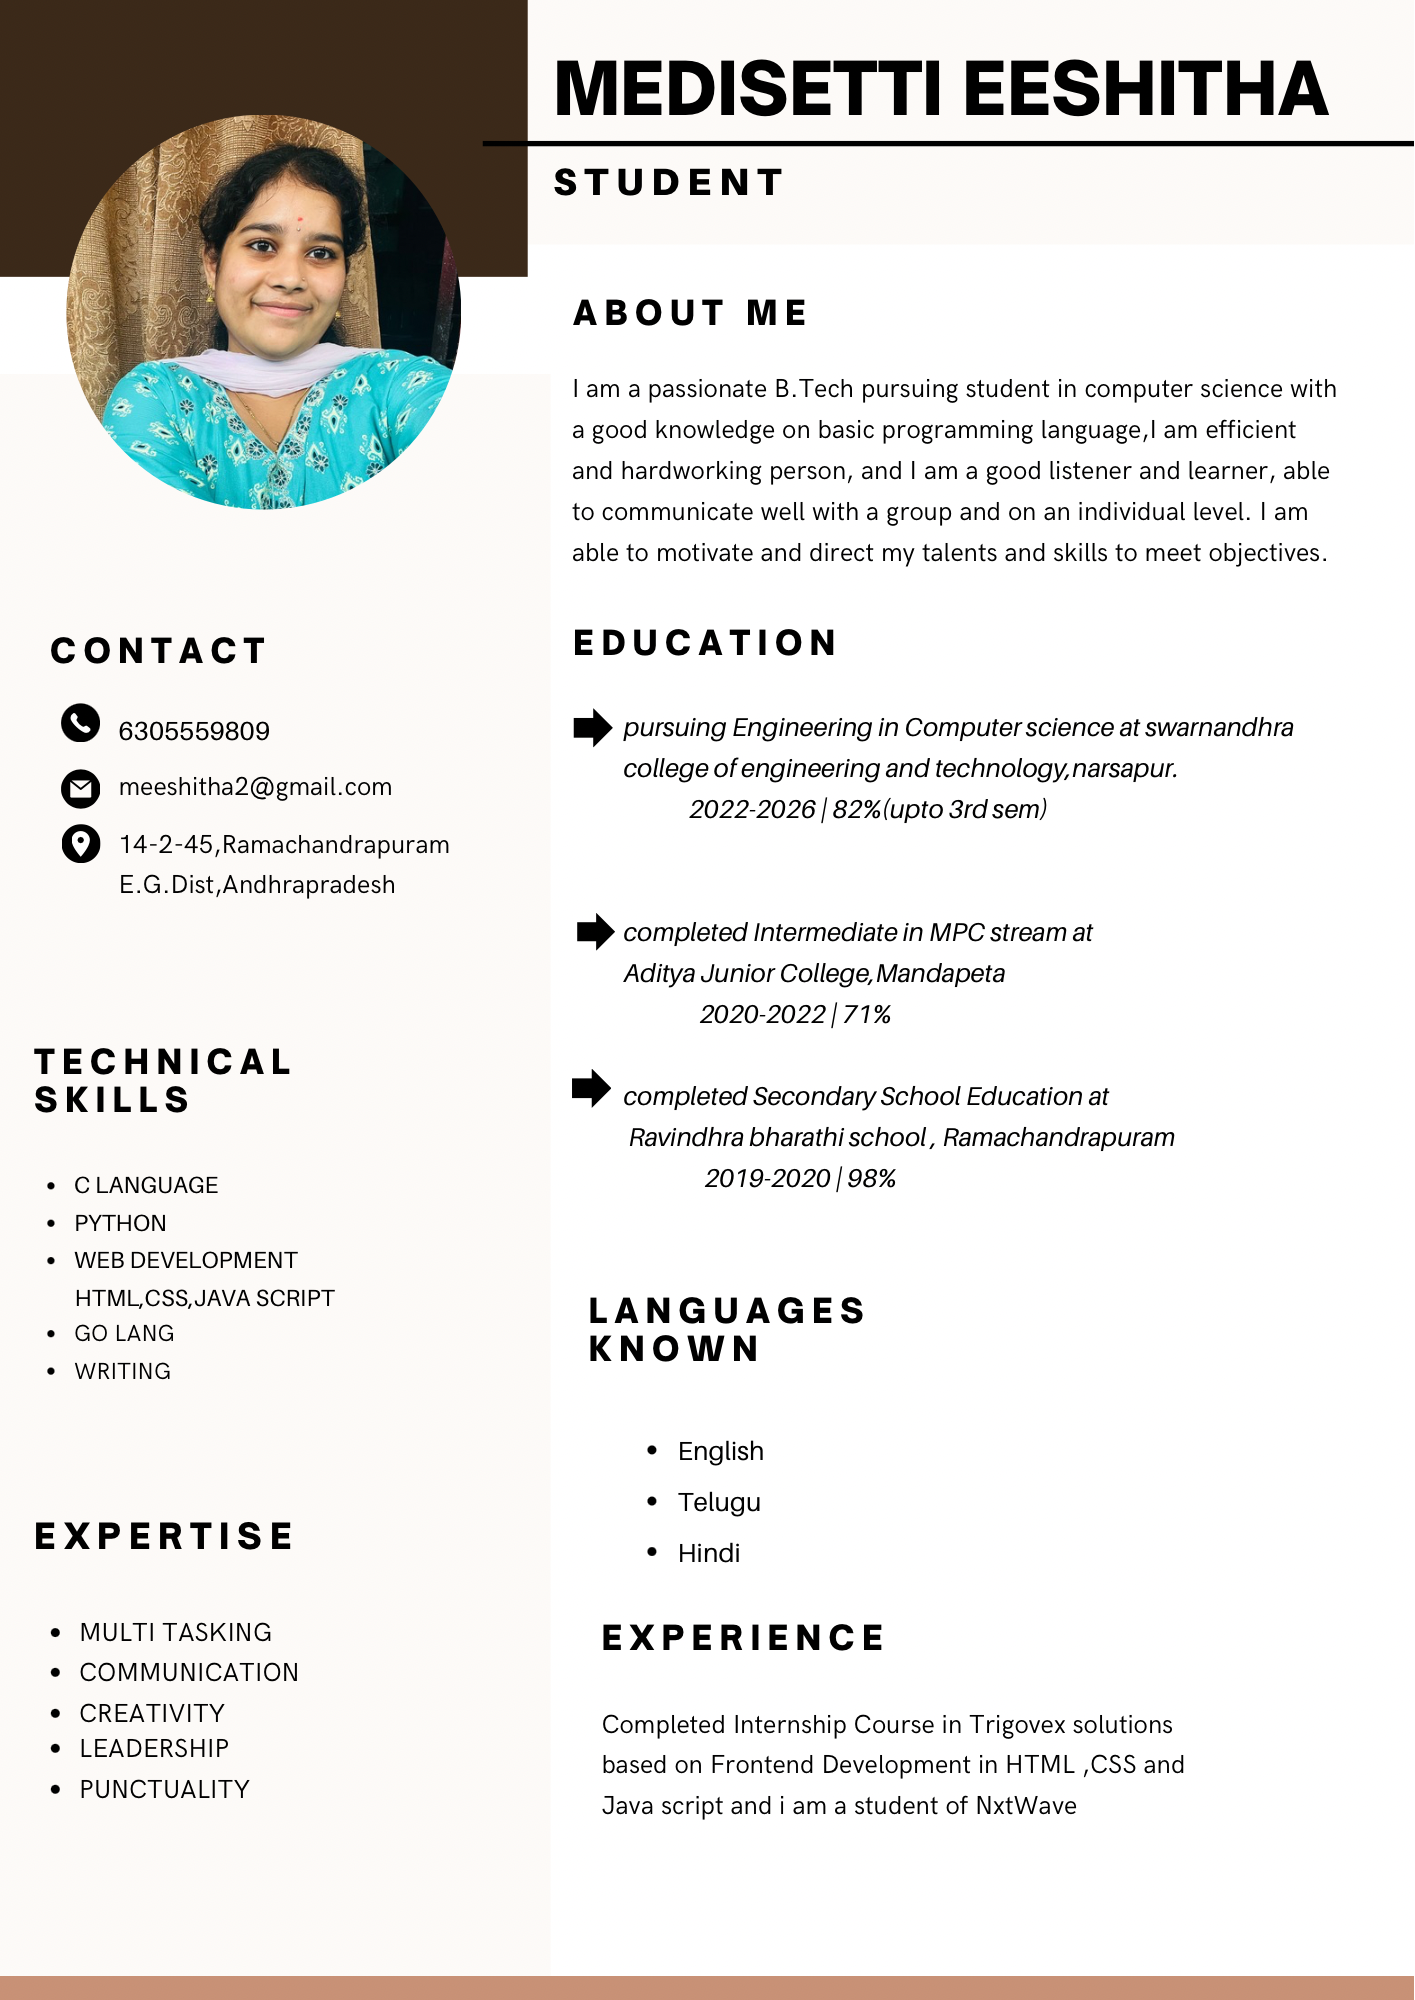 MEDISETTI EESHITHA
STUDENT
ABOUT ME
I am a passionate B.Tech pursuing student in computer science with
a good knowledge on basic programming language,I am efficient
and hardworking person, and I am a good listener and learner, able
to communicate well with a group and on an individual level. I am
able to motivate and direct my talents and skills to meet objectives.
CONTACT
6305559809
meeshitha2@gmail.com
14-2-45,Ramachandrapuram
E.G.Dist,Andhrapradesh
EDUCATION
pursuing Engineering in Computer science at swarnandhra
college of engineering and technology,narsapur.
2022-2026 | 82%(upto 3rd sem)
completed Intermediate in MPC stream at
Aditya Junior College,Mandapeta
2020-2022 | 71%
completed Secondary School Education at
Ravindhra bharathi school , Ramachandrapuram
2019-2020 | 98%
TECHNICAL
SKILLS
• C LANGUAGE
• PYTHON
• WEB DEVELOPMENT
HTML,CSS,JAVA SCRIPT
• GO LANG
• WRITING
LANGUAGES
KNOWN
• English
• Telugu
• Hindi
EXPERTISE
• MULTI TASKING
• COMMUNICATION
• CREATIVITY
• LEADERSHIP
• PUNCTUALITY
EXPERIENCE
Completed Internship Course in Trigovex solutions
based on Frontend Development in HTML ,CSS and
Java script and i am a student of NxtWave